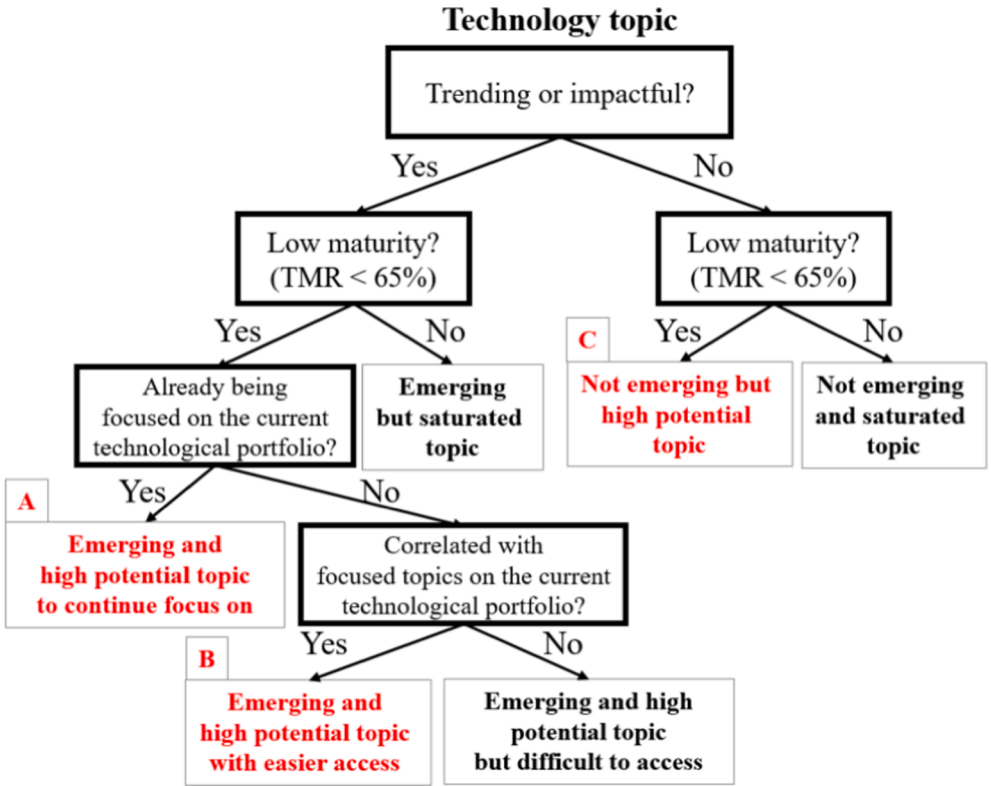 Technology topic
Trending or impactful?
Yes
No
Low maturity?
(TMR < 65%)
Low maturity?
(TMR < 65%)
Yes
No
C
Yes
No
Already being
focused on the current
technological portfolio?
Emerging
but saturated
topic
Not emerging but
high potential
topic
Not emerging
and saturated
topic
A
Yes
No
Emerging and
high potential topic
to continue focus on
Correlated with
focused topics on the current
technological portfolio?
B
Yes
No
Emerging and
high potential topic
with easier access
Emerging and high
potential topic
but difficult to access